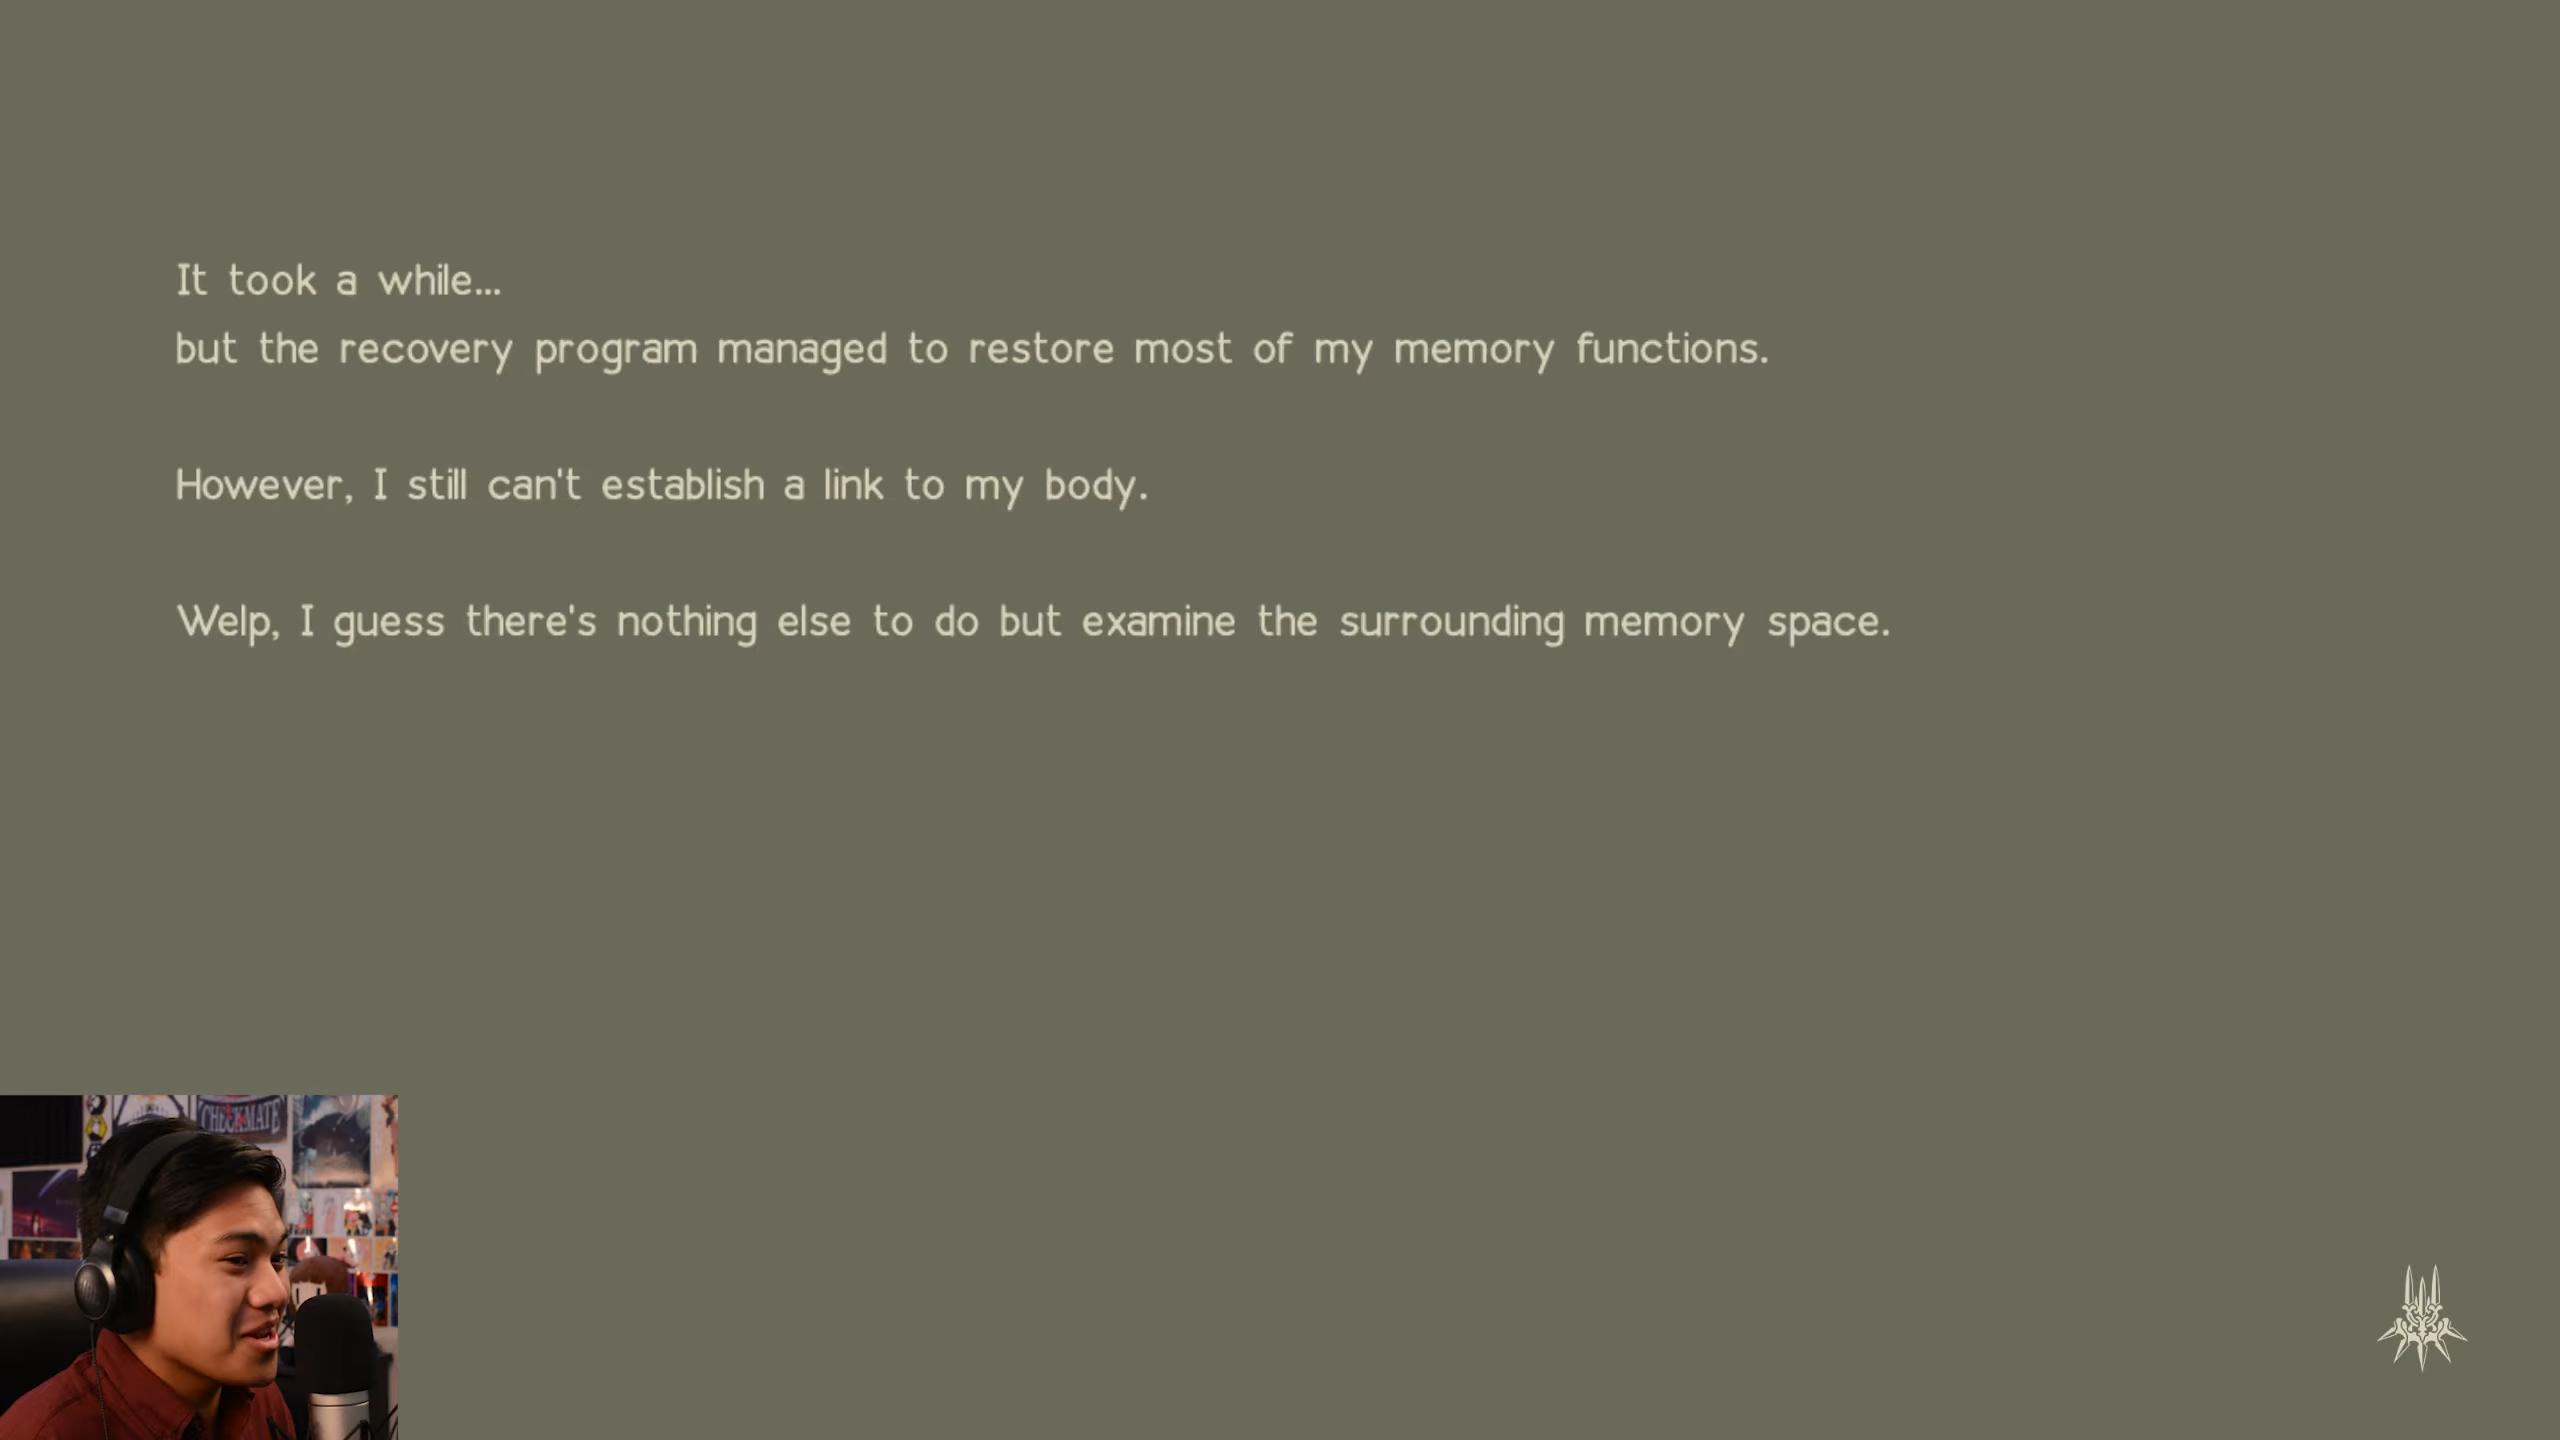 It took a while...
but the recovery program managed to restore most of my memory functions.
However, I still can't establish a link to my body.
Welp, I guess there's nothing else to do but examine the surrounding memory space.
CHECKMATE